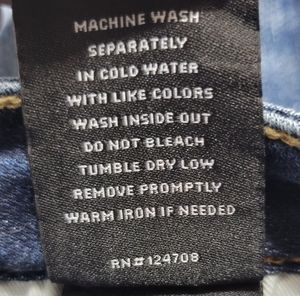 MACHINE WASH
SEPARATELY
IN COLD WATER
WITH LIKE COLORS
WASH INSIDE OUT
DO NOT BLEACH
TUMBLE DRY LOW
REMOVE PROMPTLY
WARM IRON IF NEEDED
RN#124708